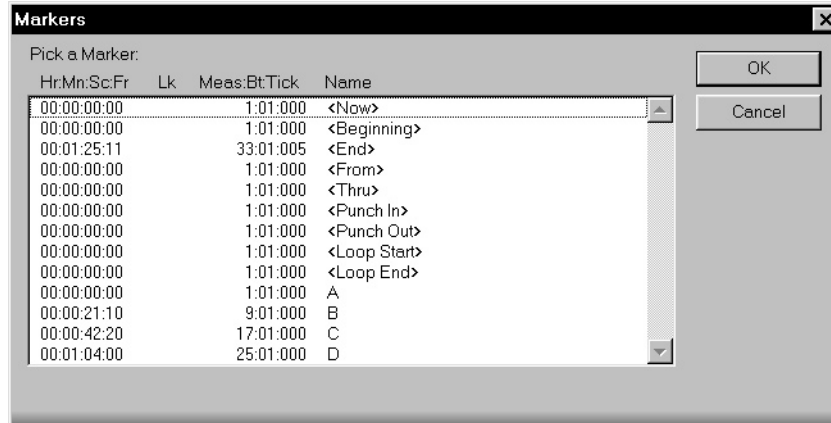 Markers
Pick a Marker:
Hr:Mn:Sc:Fr Lk Meas:Bt:Tick Name
00:00:00:00 1:01:000 <Now>
00:00:00:00 1:01:000 <Beginning>
00:01:25:11 33:01:005 <End>
00:00:00:00 1:01:000 <From>
00:00:00:00 1:01:000 <Thru>
00:00:00:00 1:01:000 <Punch In>
00:00:00:00 1:01:000 <Punch Out>
00:00:00:00 1:01:000 <Loop Start>
00:00:00:00 1:01:000 <Loop End>
00:00:00:00 1:01:000 A
00:00:21:10 9:01:000 B
00:00:42:20 17:01:000 C
00:01:04:00 25:01:000 D
OK
Cancel